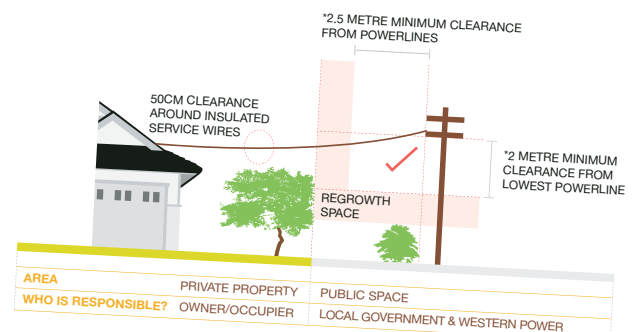 *2.5 METRE MINIMUM CLEARANCE
FROM POWERLINES
50CM CLEARANCE
AROUND INSULATED
SERVICE WIRES
*2 METRE MINIMUM
CLEARANCE FROM
LOWEST POWERLINE
REGROWTH
SPACE
AREA PRIVATE PROPERTY PUBLIC SPACE
WHO IS RESPONSIBLE? OWNER/OCCUPIER LOCAL GOVERNMENT & WESTERN POWER